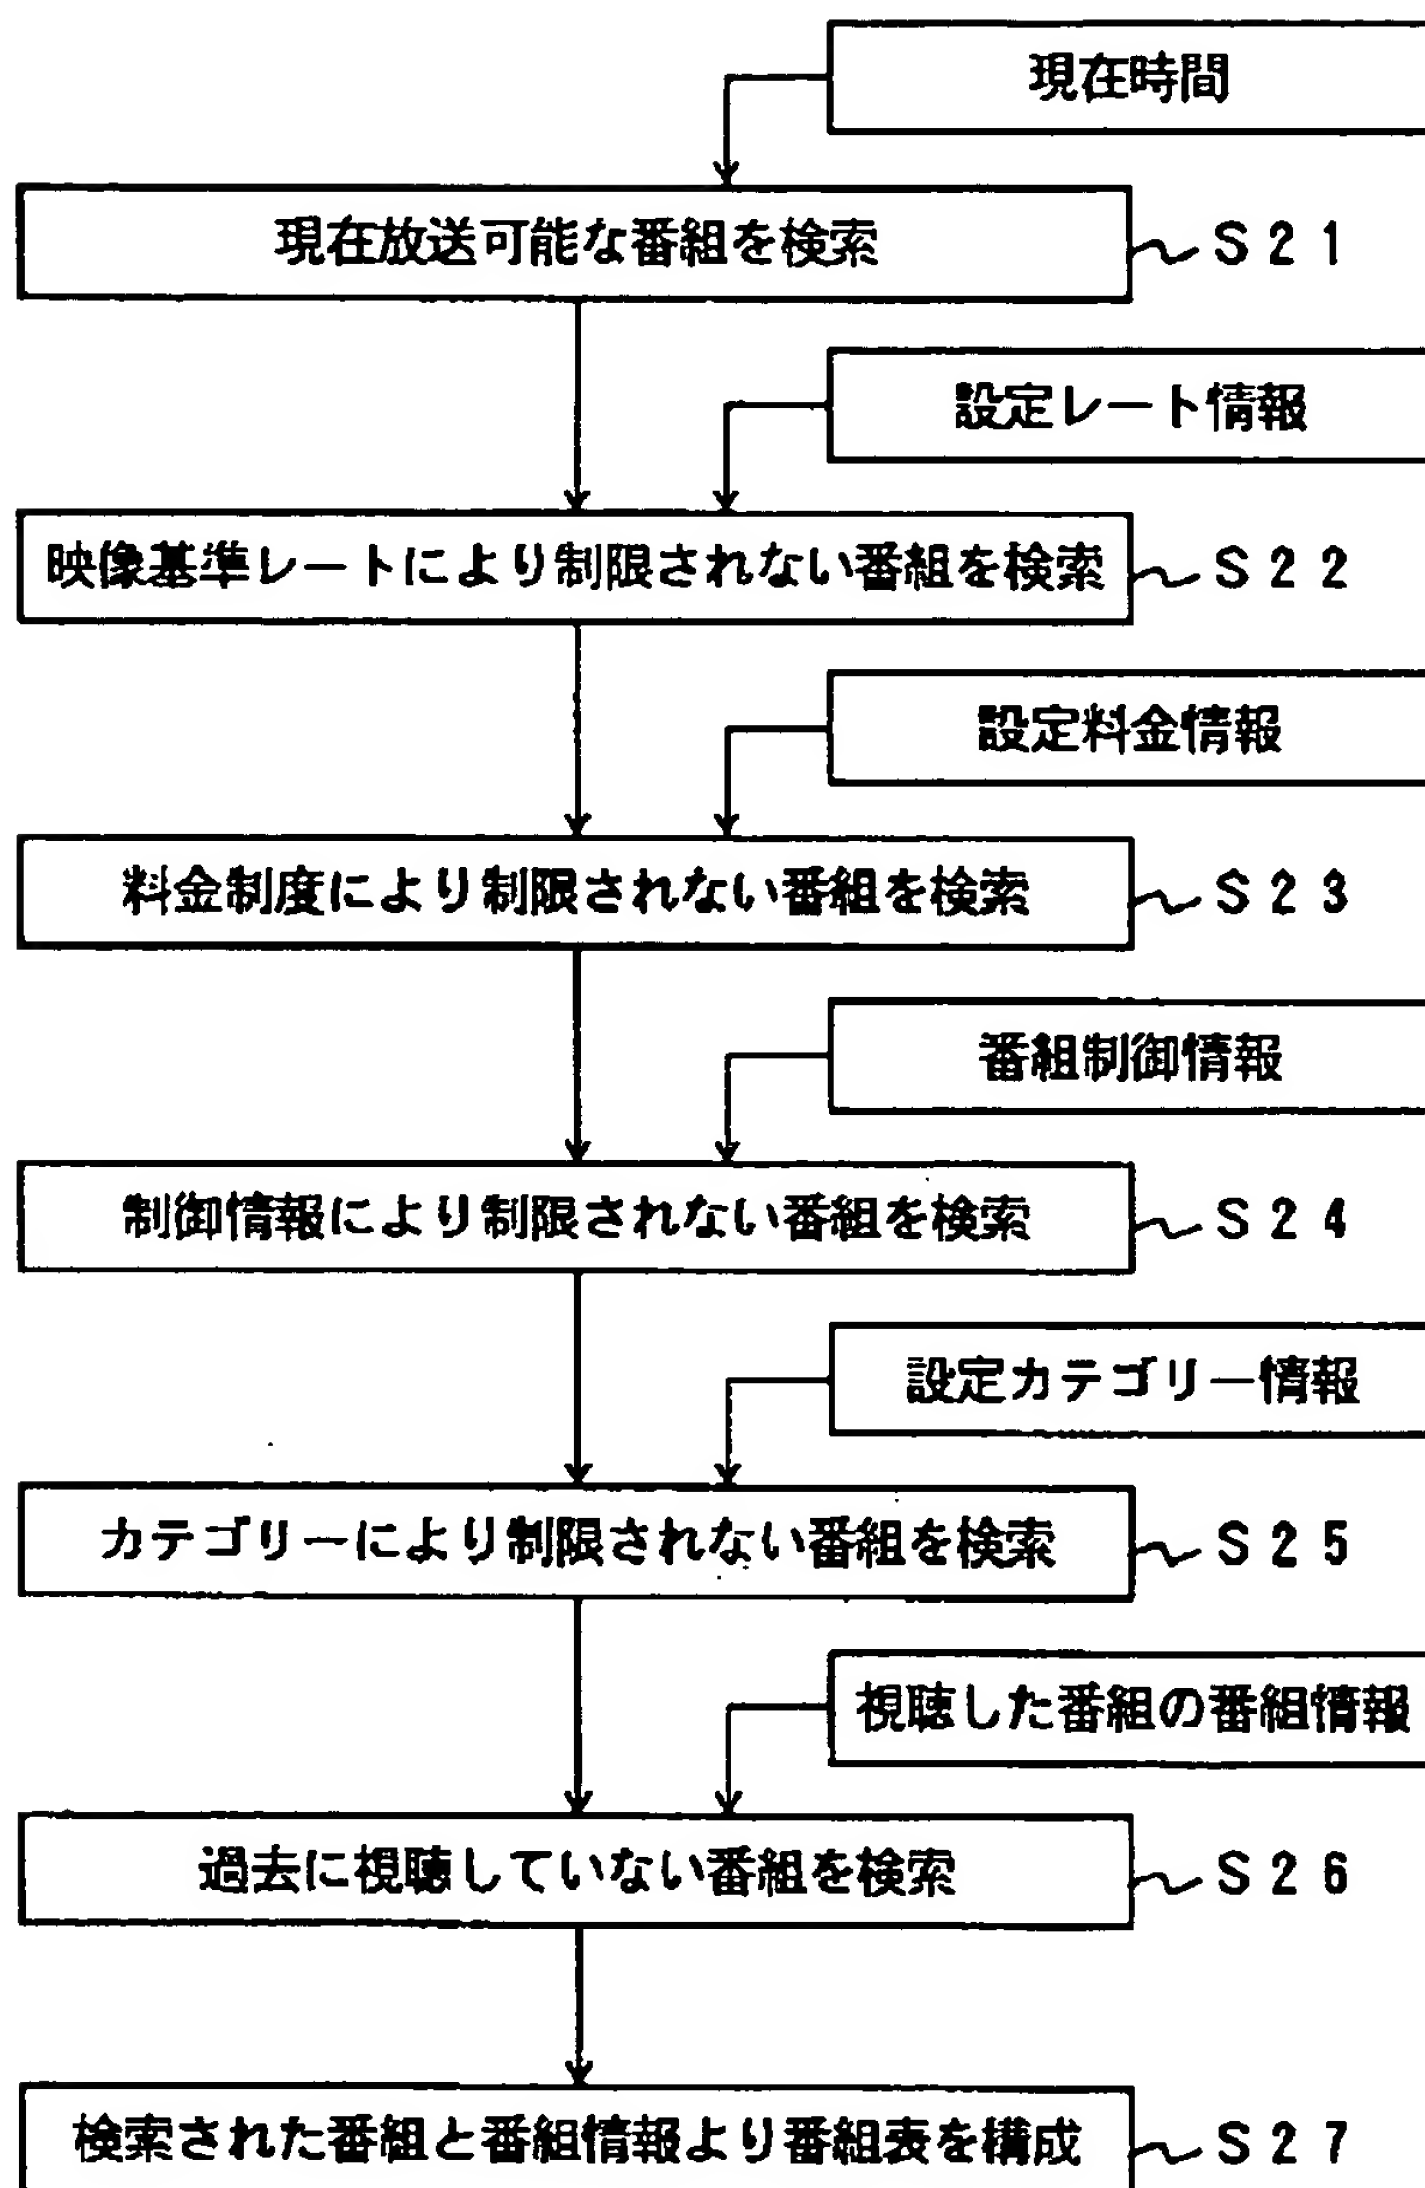 現在時間
現在放送可能な番組を検索
S21
設定レート情報
映像基準レートにより制限されない番組を検索
S22
設定料金情報
料金制度により制限されない番組を検索
S23
番組制御情報
制御情報により制限されない番組を検索
S24
設定カテゴリー情報
カテゴリーにより制限されない番組を検索
S25
視聴した番組の番組情報
過去に視聴していない番組を検索
S26
検索された番組と番組情報より番組表を構成
S27